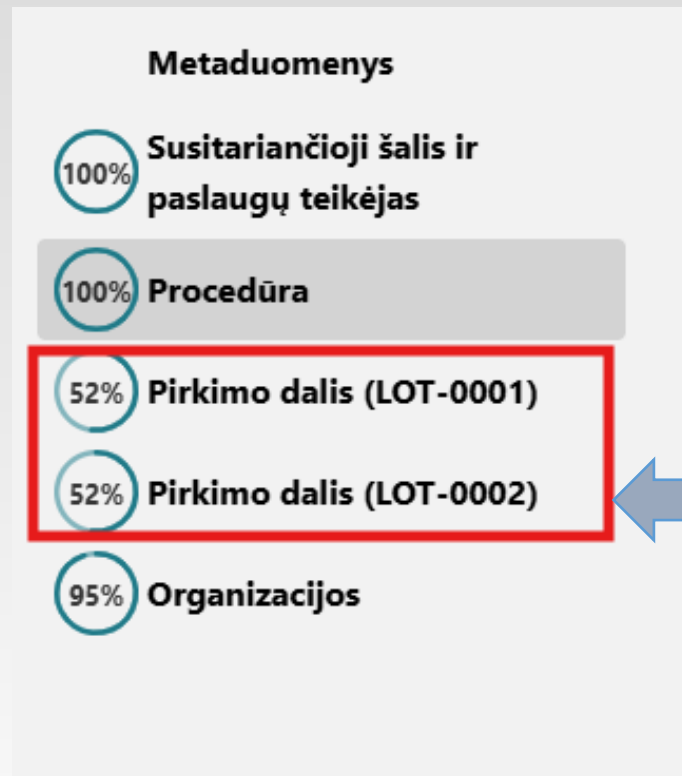 Metaduomenys
100%
Susitariančioji šalis ir
paslaugų teikėjas
100% Procedūra
52% Pirkimo dalis (LOT-0001)
52% Pirkimo dalis (LOT-0002)
95% Organizacijos